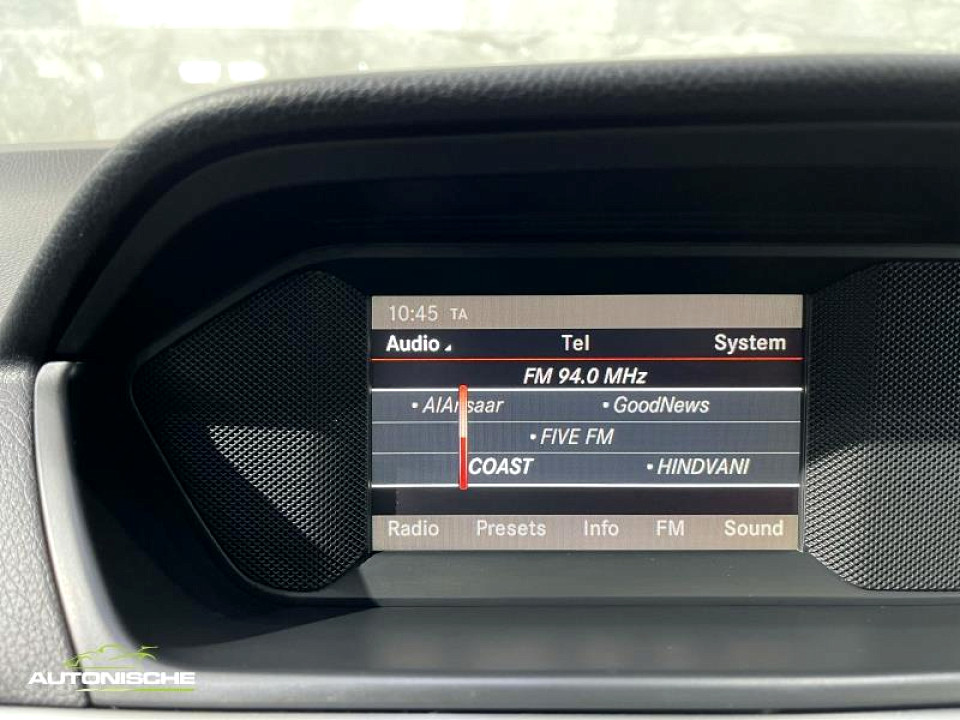 10:45 TA
Audio Tel System
FM 94.0 MHz
• AlAnsaar • GoodNews
• FIVE FM
COAST • HINDVANI
Radio Presets Info FM Sound
AUTONISCHE